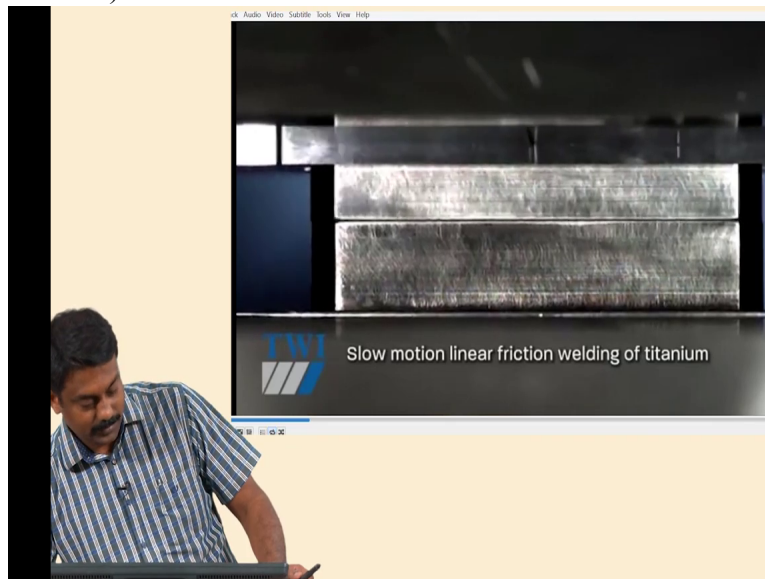 ck Audio Video Subtitle Tools View Help
TWI
Slow motion linear friction welding of titanium